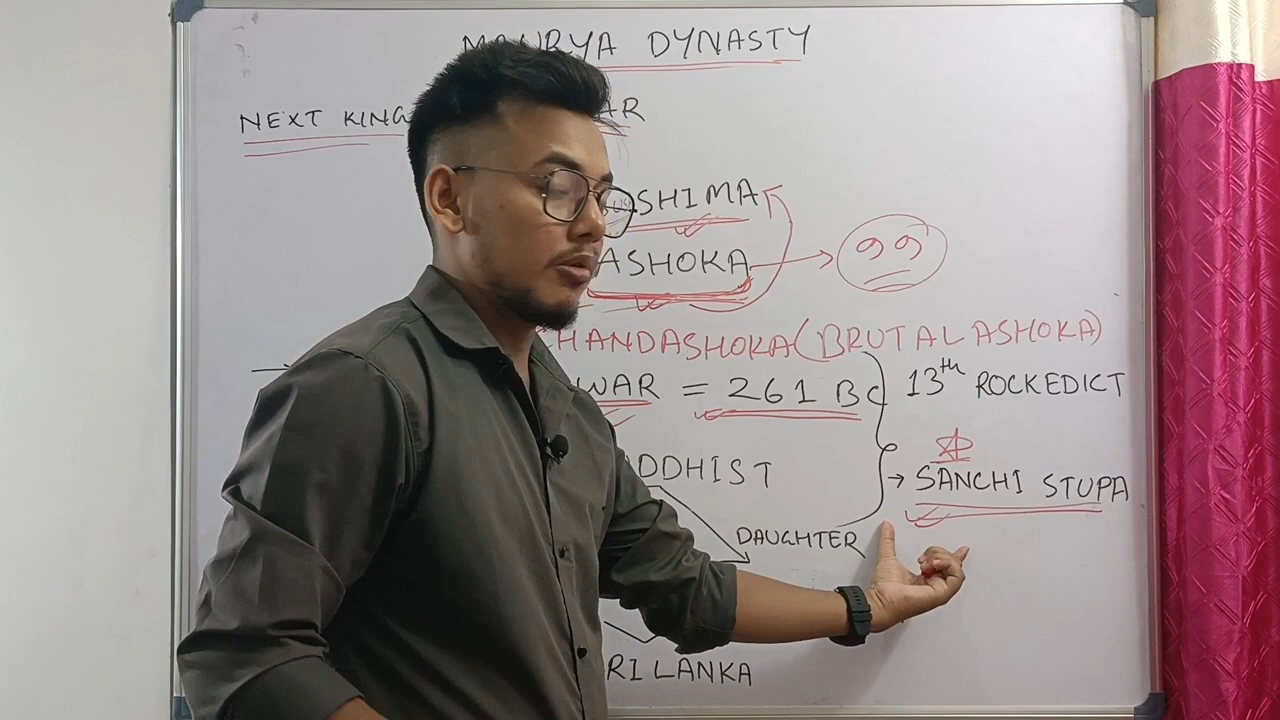 MAURYA DYNASTY
NEXT KING AR
SUSHIMA
ASHOKA
CHANDASHOKA (BRUTAL ASHOKA)
WAR = 261 BC
13th ROCKEDICT
DDHIST
SANCHI STUPA
DAUGHTER
RI LANKA